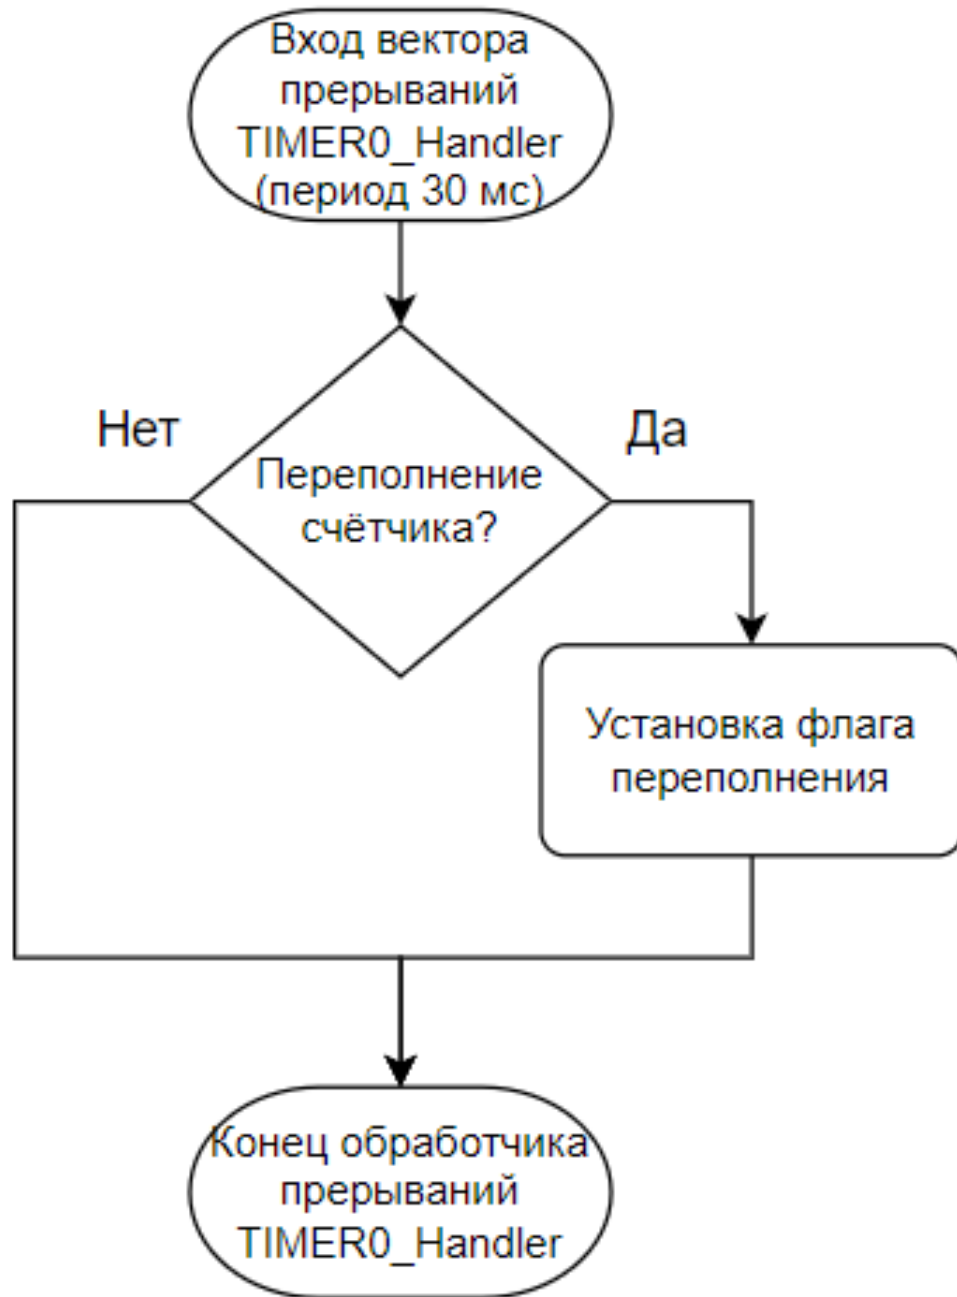 Вход вектора
прерываний
TIMER0_Handler
(период 30 мс)
Нет
Да
Переполнение
счётчика?
Установка флага
переполнения
Конец обработчика
прерываний
TIMER0_Handler